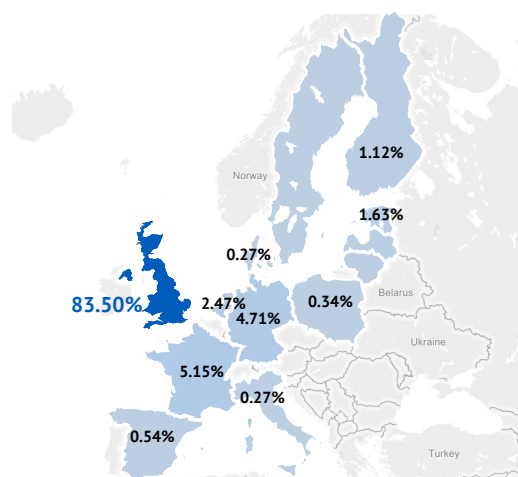 1.12%
Norway
1.63%
0.27%
Belarus
83.50%
2.47%
4.71%
0.34%
Ukraine
5.15%
0.27%
0.54%
Turkey